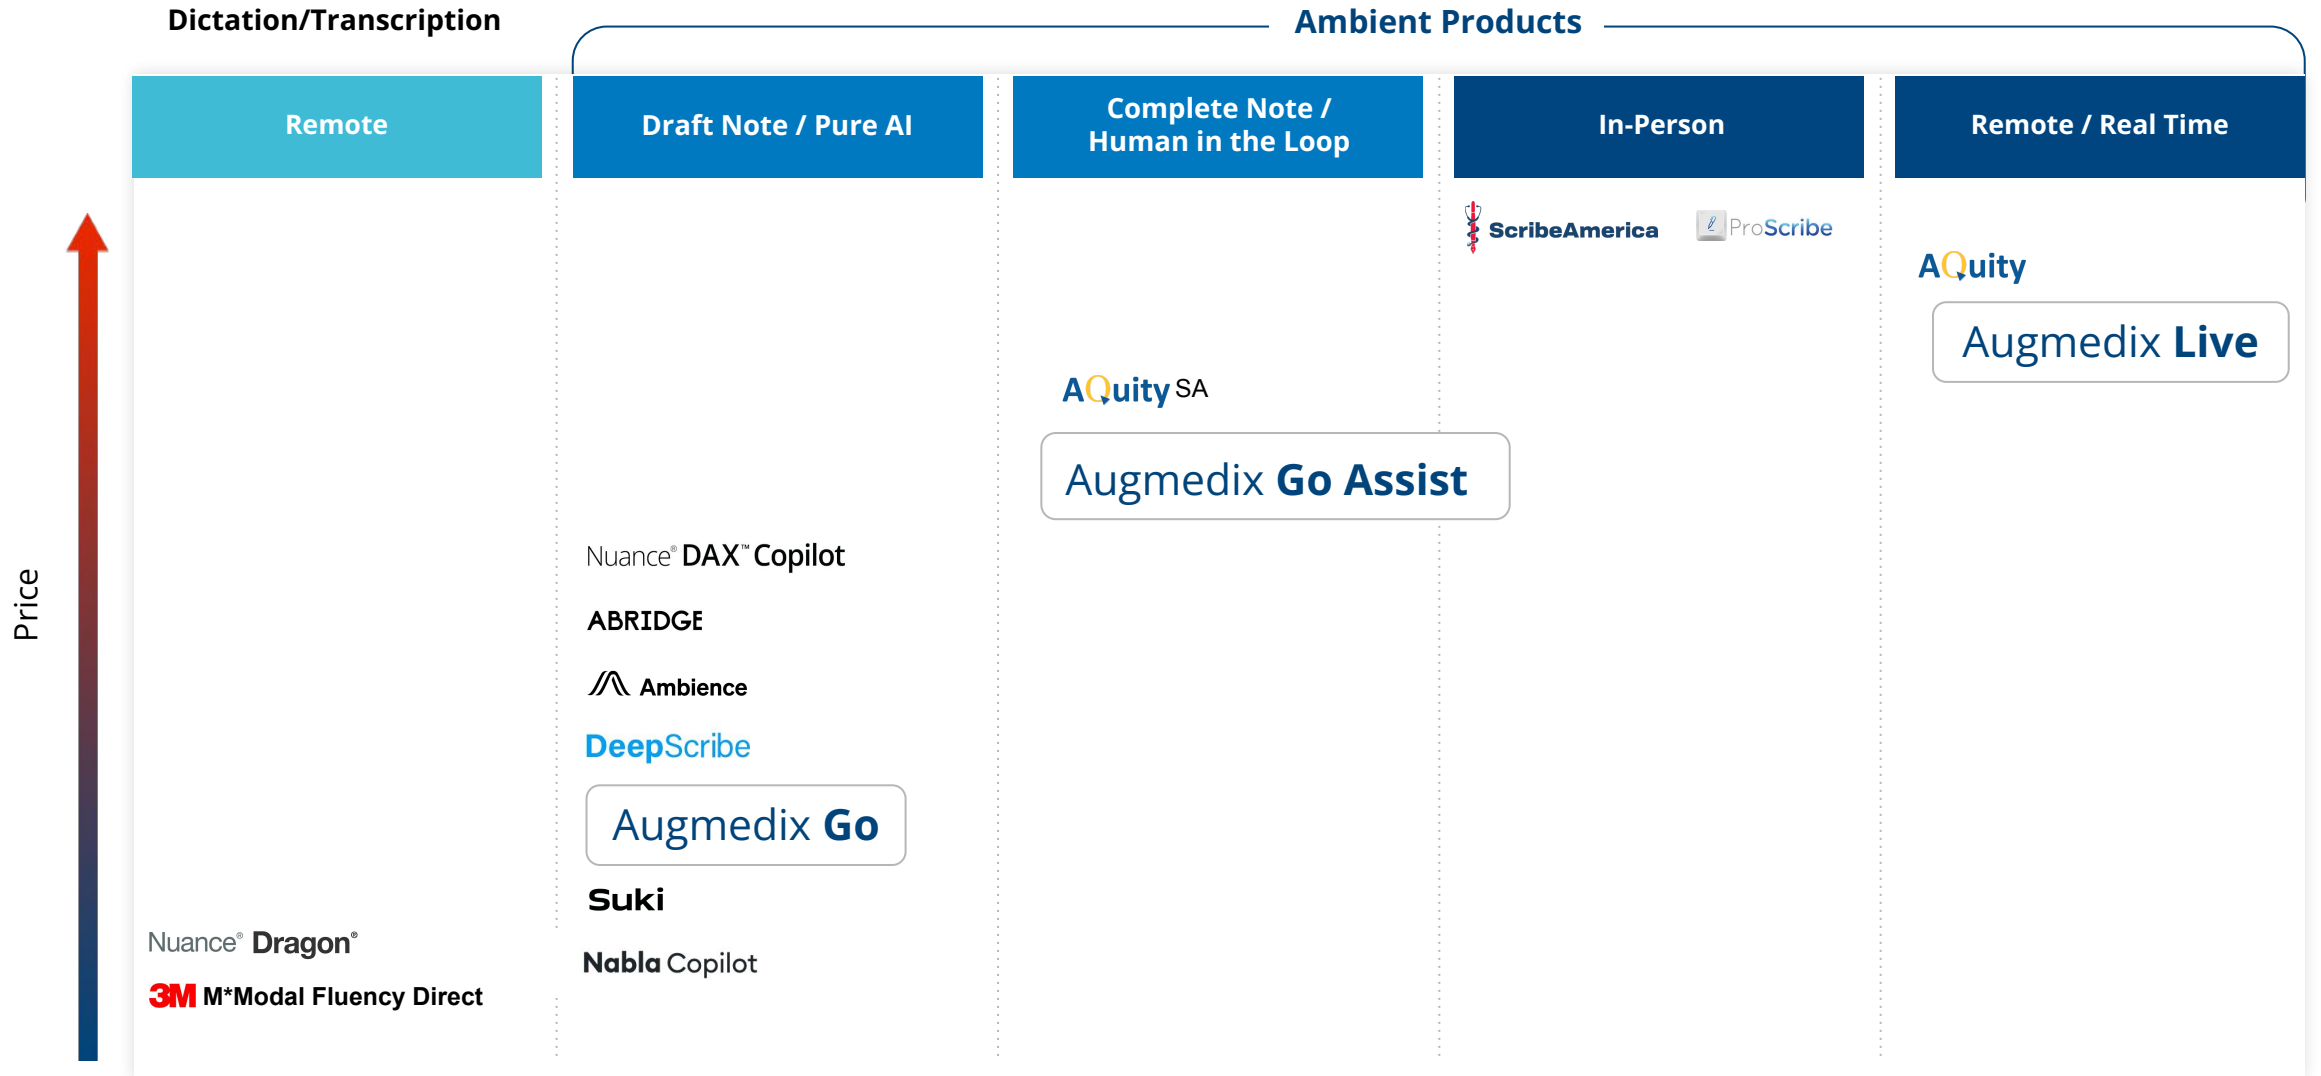 Dictation/Transcription
Ambient Products
Remote
Draft Note / Pure AI
Complete Note /
Human in the Loop
In-Person
Remote / Real Time
Price
Nuance® Dragon®
3M M*Modal Fluency Direct
Nuance® DAX™ Copilot
ABRIDGE
Ambience
DeepScribe
Augmedix Go
Suki
Nabla Copilot
AQuity SA
Augmedix Go Assist
ScribeAmerica
ProScribe
AQuity
Augmedix Live